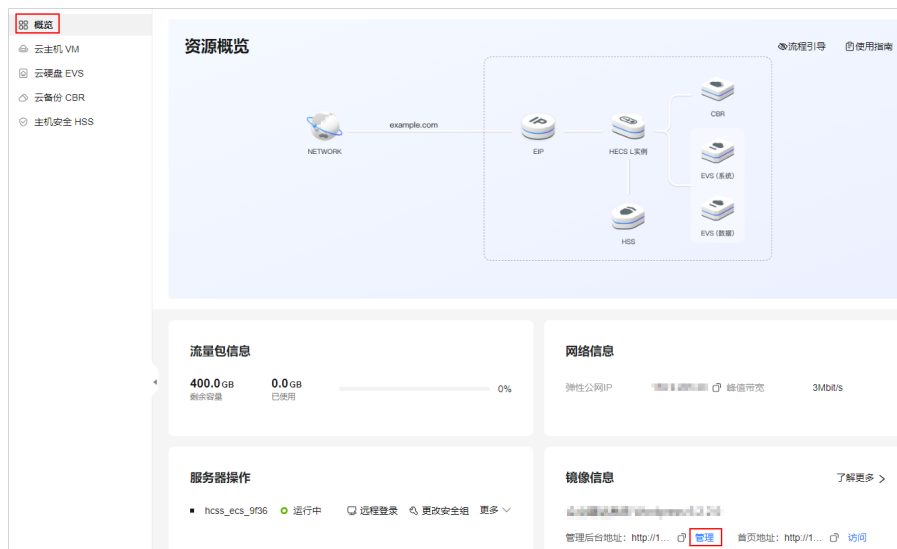 概览
云主机 VM
云硬盘 EVS
云备份 CBR
主机安全 HSS
资源概览
流程引导 使用指南
example.com
NETWORK
EIP
HECS L实例
CBR
EVS (系统)
EVS (数据)
HSS
流量包信息
400.0 GB 0.0 GB 0%
剩余容量 已使用
网络信息
弹性公网IP 峰值带宽 3Mbit/s
服务器操作
hcss_ecs_9f36 运行中 远程登录 更改安全组 更多
镜像信息 了解更多
管理后台地址: http://1... 管理 首页地址: http://1... 访问